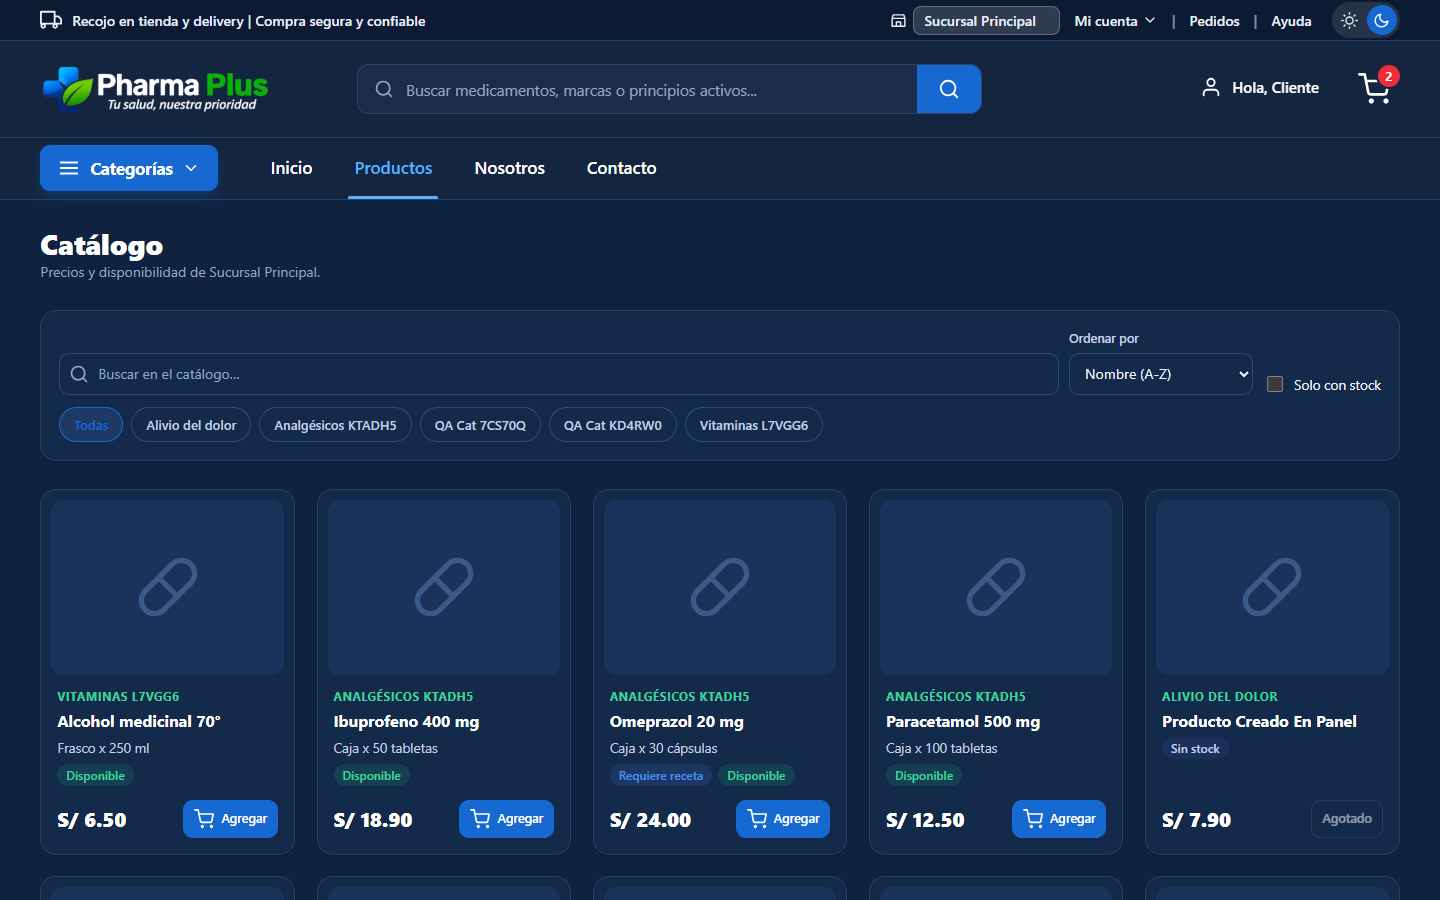 Recojo en tienda y delivery | Compra segura y confiable
Sucursal Principal
Mi cuenta | Pedidos | Ayuda
Pharma Plus
Tu salud, nuestra prioridad
Buscar medicamentos, marcas o principios activos...
Hola, Cliente
2
Categorías
Inicio
Productos
Nosotros
Contacto
Catálogo
Precios y disponibilidad de Sucursal Principal.
Ordenar por
Buscar en el catálogo...
Nombre (A-Z)
Solo con stock
Todas
Alivio del dolor
Analgésicos KTADH5
QA Cat 7CS70Q
QA Cat KD4RW0
Vitaminas L7VGG6
VITAMINAS L7VGG6
Alcohol medicinal 70°
Frasco x 250 ml
Disponible
S/ 6.50
Agregar
ANALGÉSICOS KTADH5
Ibuprofeno 400 mg
Caja x 50 tabletas
Disponible
S/ 18.90
Agregar
ANALGÉSICOS KTADH5
Omeprazol 20 mg
Caja x 30 cápsulas
Requiere receta
Disponible
S/ 24.00
Agregar
ANALGÉSICOS KTADH5
Paracetamol 500 mg
Caja x 100 tabletas
Disponible
S/ 12.50
Agregar
ALIVIO DEL DOLOR
Producto Creado En Panel
Sin stock
S/ 7.90
Agotado